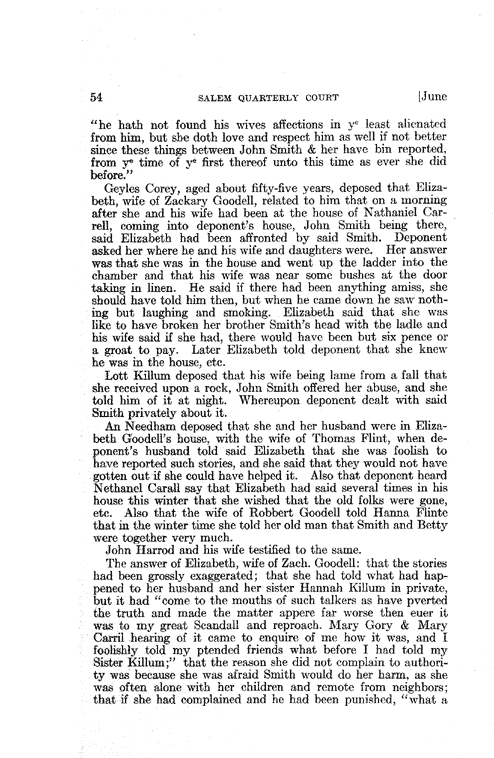 54 SALEM QUARTERLY COURT [June
"he hath not found his wives affections in yᵉ least alienated
from him, but she doth love and respect him as well if not better
since these things between John Smith & her have bin reported,
from yᵉ time of yᵉ first thereof unto this time as ever she did
before."
Geyles Corey, aged about fifty-five years, deposed that Eliza-
beth, wife of Zackary Goodell, related to him that on a morning
after she and his wife had been at the house of Nathaniel Car-
rell, coming into deponent's house, John Smith being there,
said Elizabeth had been affronted by said Smith. Deponent
asked her where he and his wife and daughters were. Her answer
was that she was in the house and went up the ladder into the
chamber and that his wife was near some bushes at the door
taking in linen. He said if there had been anything amiss, she
should have told him then, but when he came down he saw noth-
ing but laughing and smoking. Elizabeth said that she was
like to have broken her brother Smith's head with the ladle and
his wife said if she had, there would have been but six pence or
a groat to pay. Later Elizabeth told deponent that she knew
he was in the house, etc.
Lott Killum deposed that his wife being lame from a fall that
she received upon a rock, John Smith offered her abuse, and she
told him of it at night. Whereupon deponent dealt with said
Smith privately about it.
An Needham deposed that she and her husband were in Eliza-
beth Goodell's house, with the wife of Thomas Flint, when de-
ponent's husband told said Elizabeth that she was foolish to
have reported such stories, and she said that they would not have
gotten out if she could have helped it. Also that deponent heard
Nethanel Carall say that Elizabeth had said several times in his
house this winter that she wished that the old folks were gone,
etc. Also that the wife of Robbert Goodell told Hanna Flinte
that in the winter time she told her old man that Smith and Betty
were together very much.
John Harrod and his wife testified to the same.
The answer of Elizabeth, wife of Zach. Goodell: that the stories
had been grossly exaggerated; that she had told what had hap-
pened to her husband and her sister Hannah Killum in private,
but it had "come to the mouths of such talkers as have pverted
the truth and made the matter appere far worse then euer it
was to my great Scandall and reproach. Mary Gory & Mary
Carril hearing of it came to enquire of me how it was, and I
foolishly told my ptended friends what before I had told my
Sister Killum;" that the reason she did not complain to authori-
ty was because she was afraid Smith would do her harm, as she
was often alone with her children and remote from neighbors;
that if she had complained and he had been punished, "what a